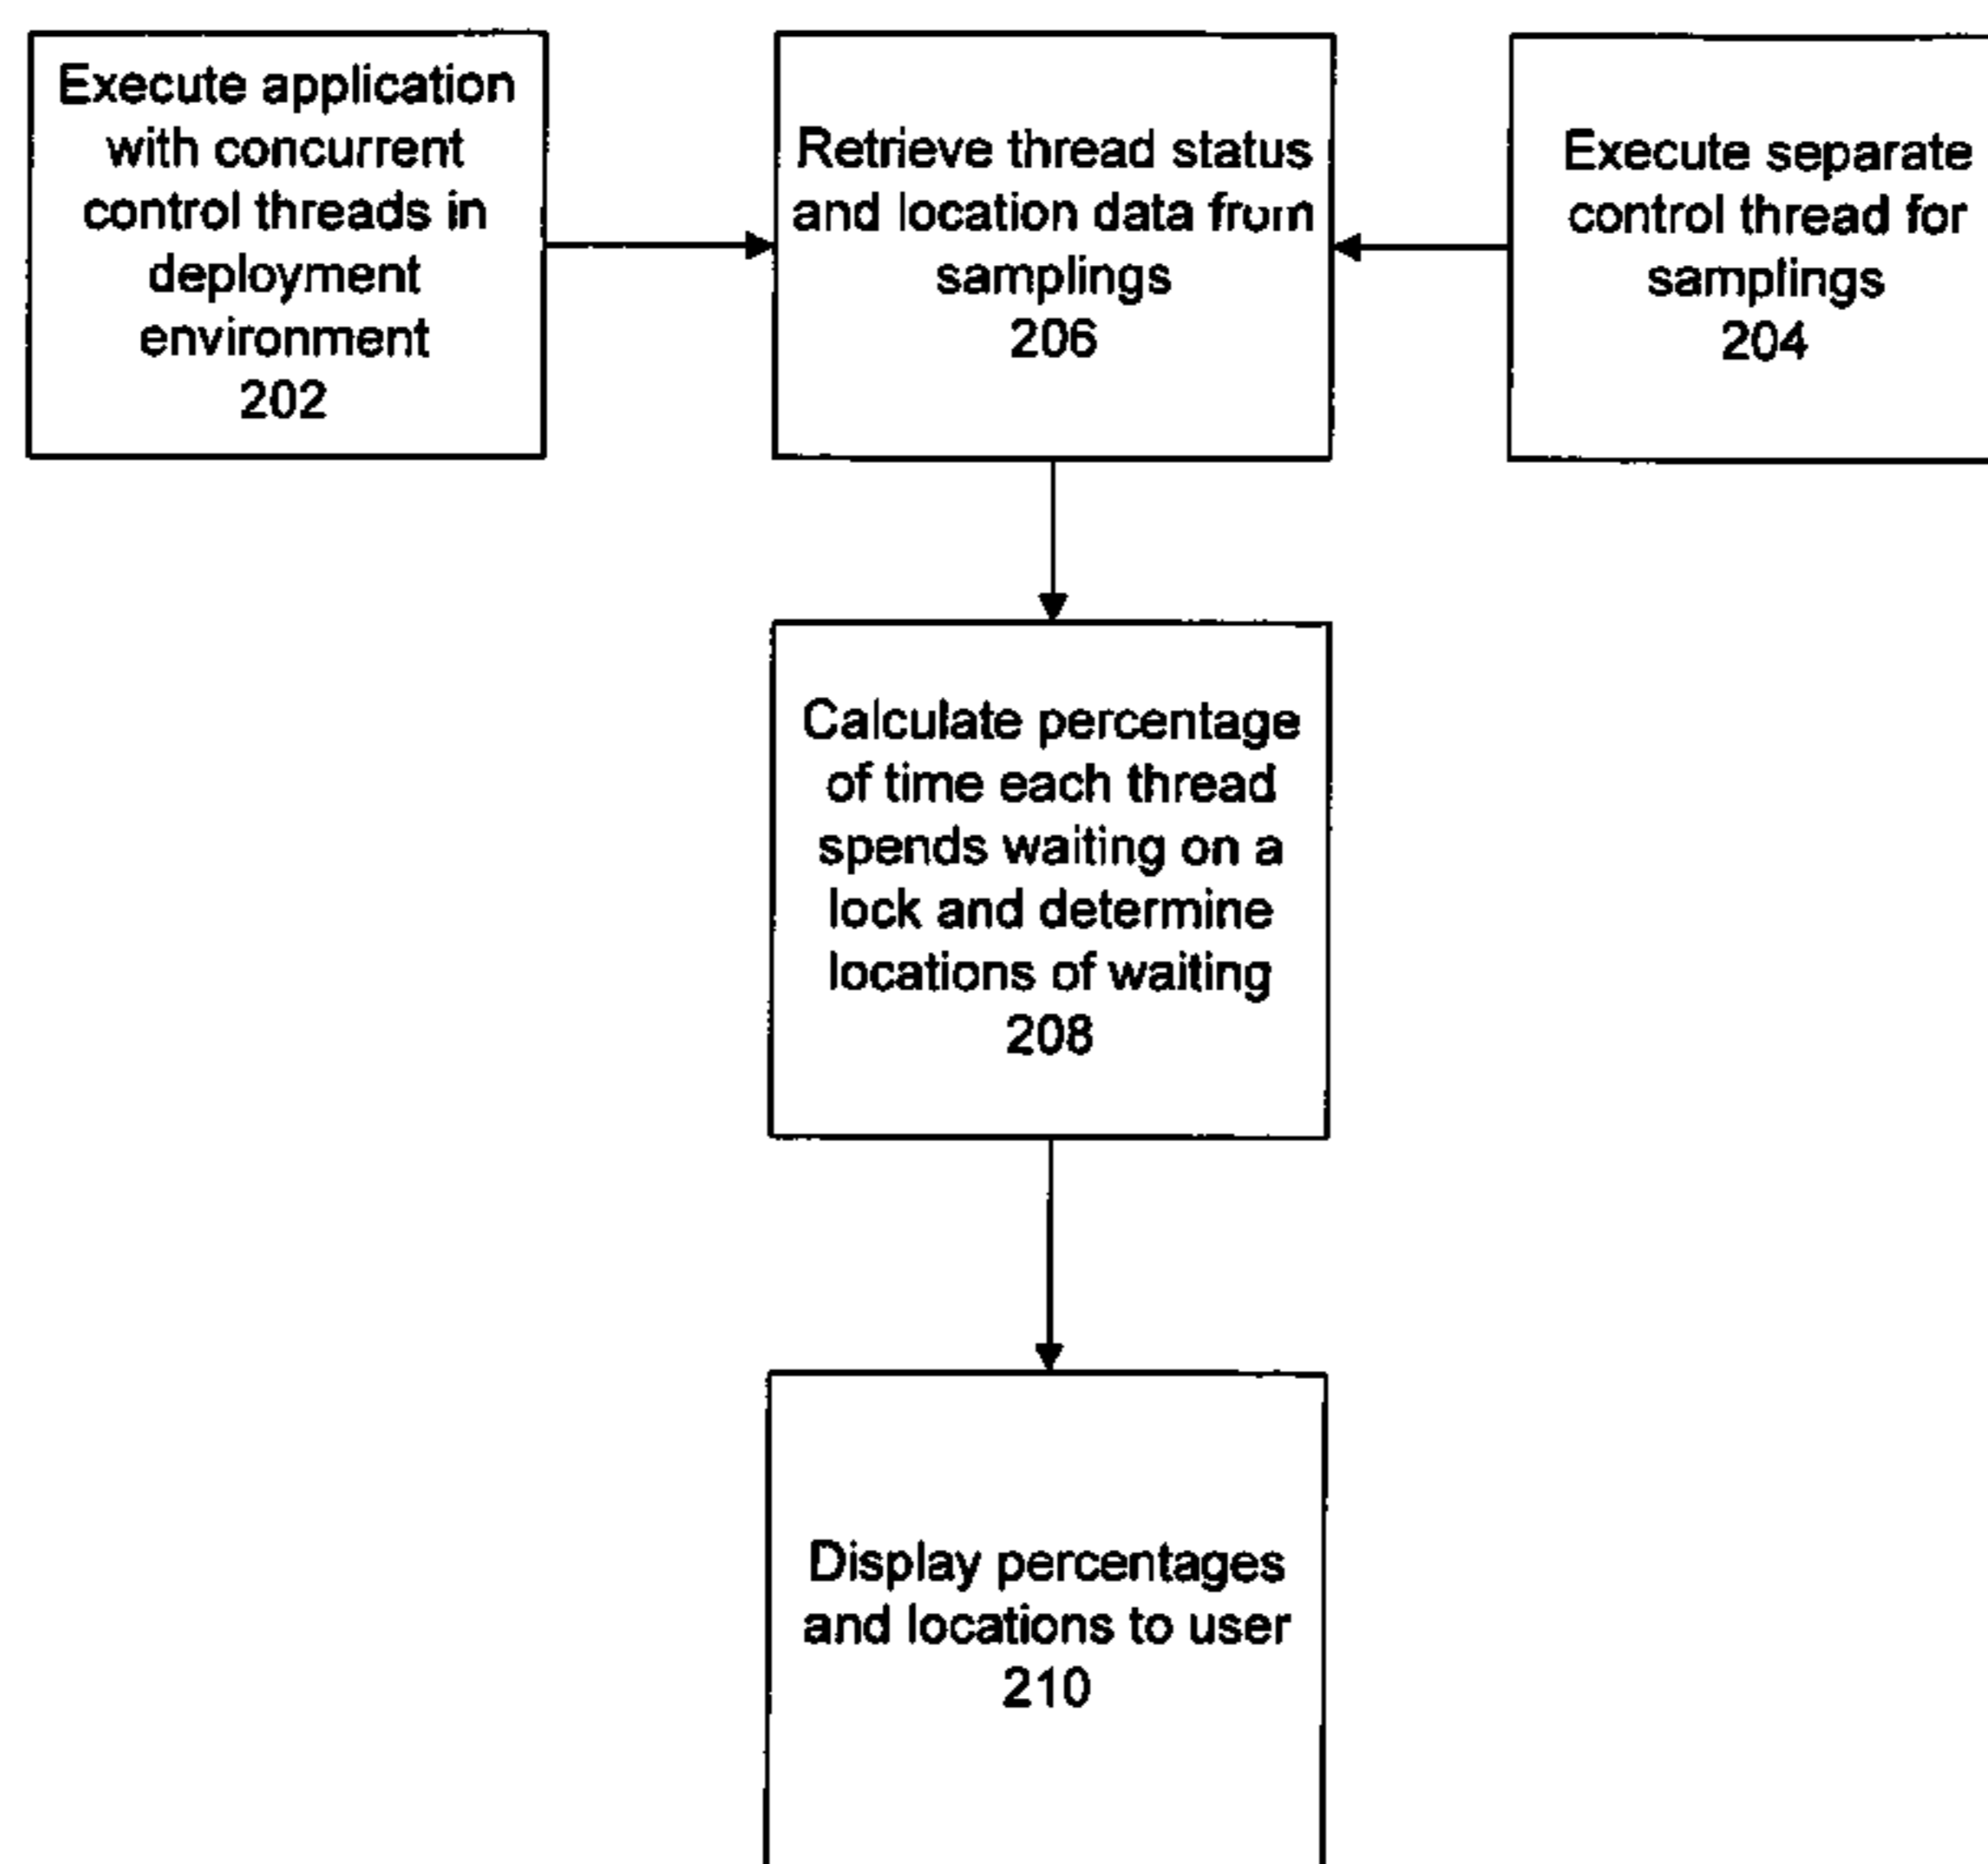 Execute application
with concurrent
control threads in
deployment
environment
202
Retrieve thread status
and location data from
samplings
206
Execute separate
control thread for
samplings
204
Calculate percentage
of time each thread
spends waiting on a
lock and determine
locations of waiting
208
Display percentages
and locations to user
210